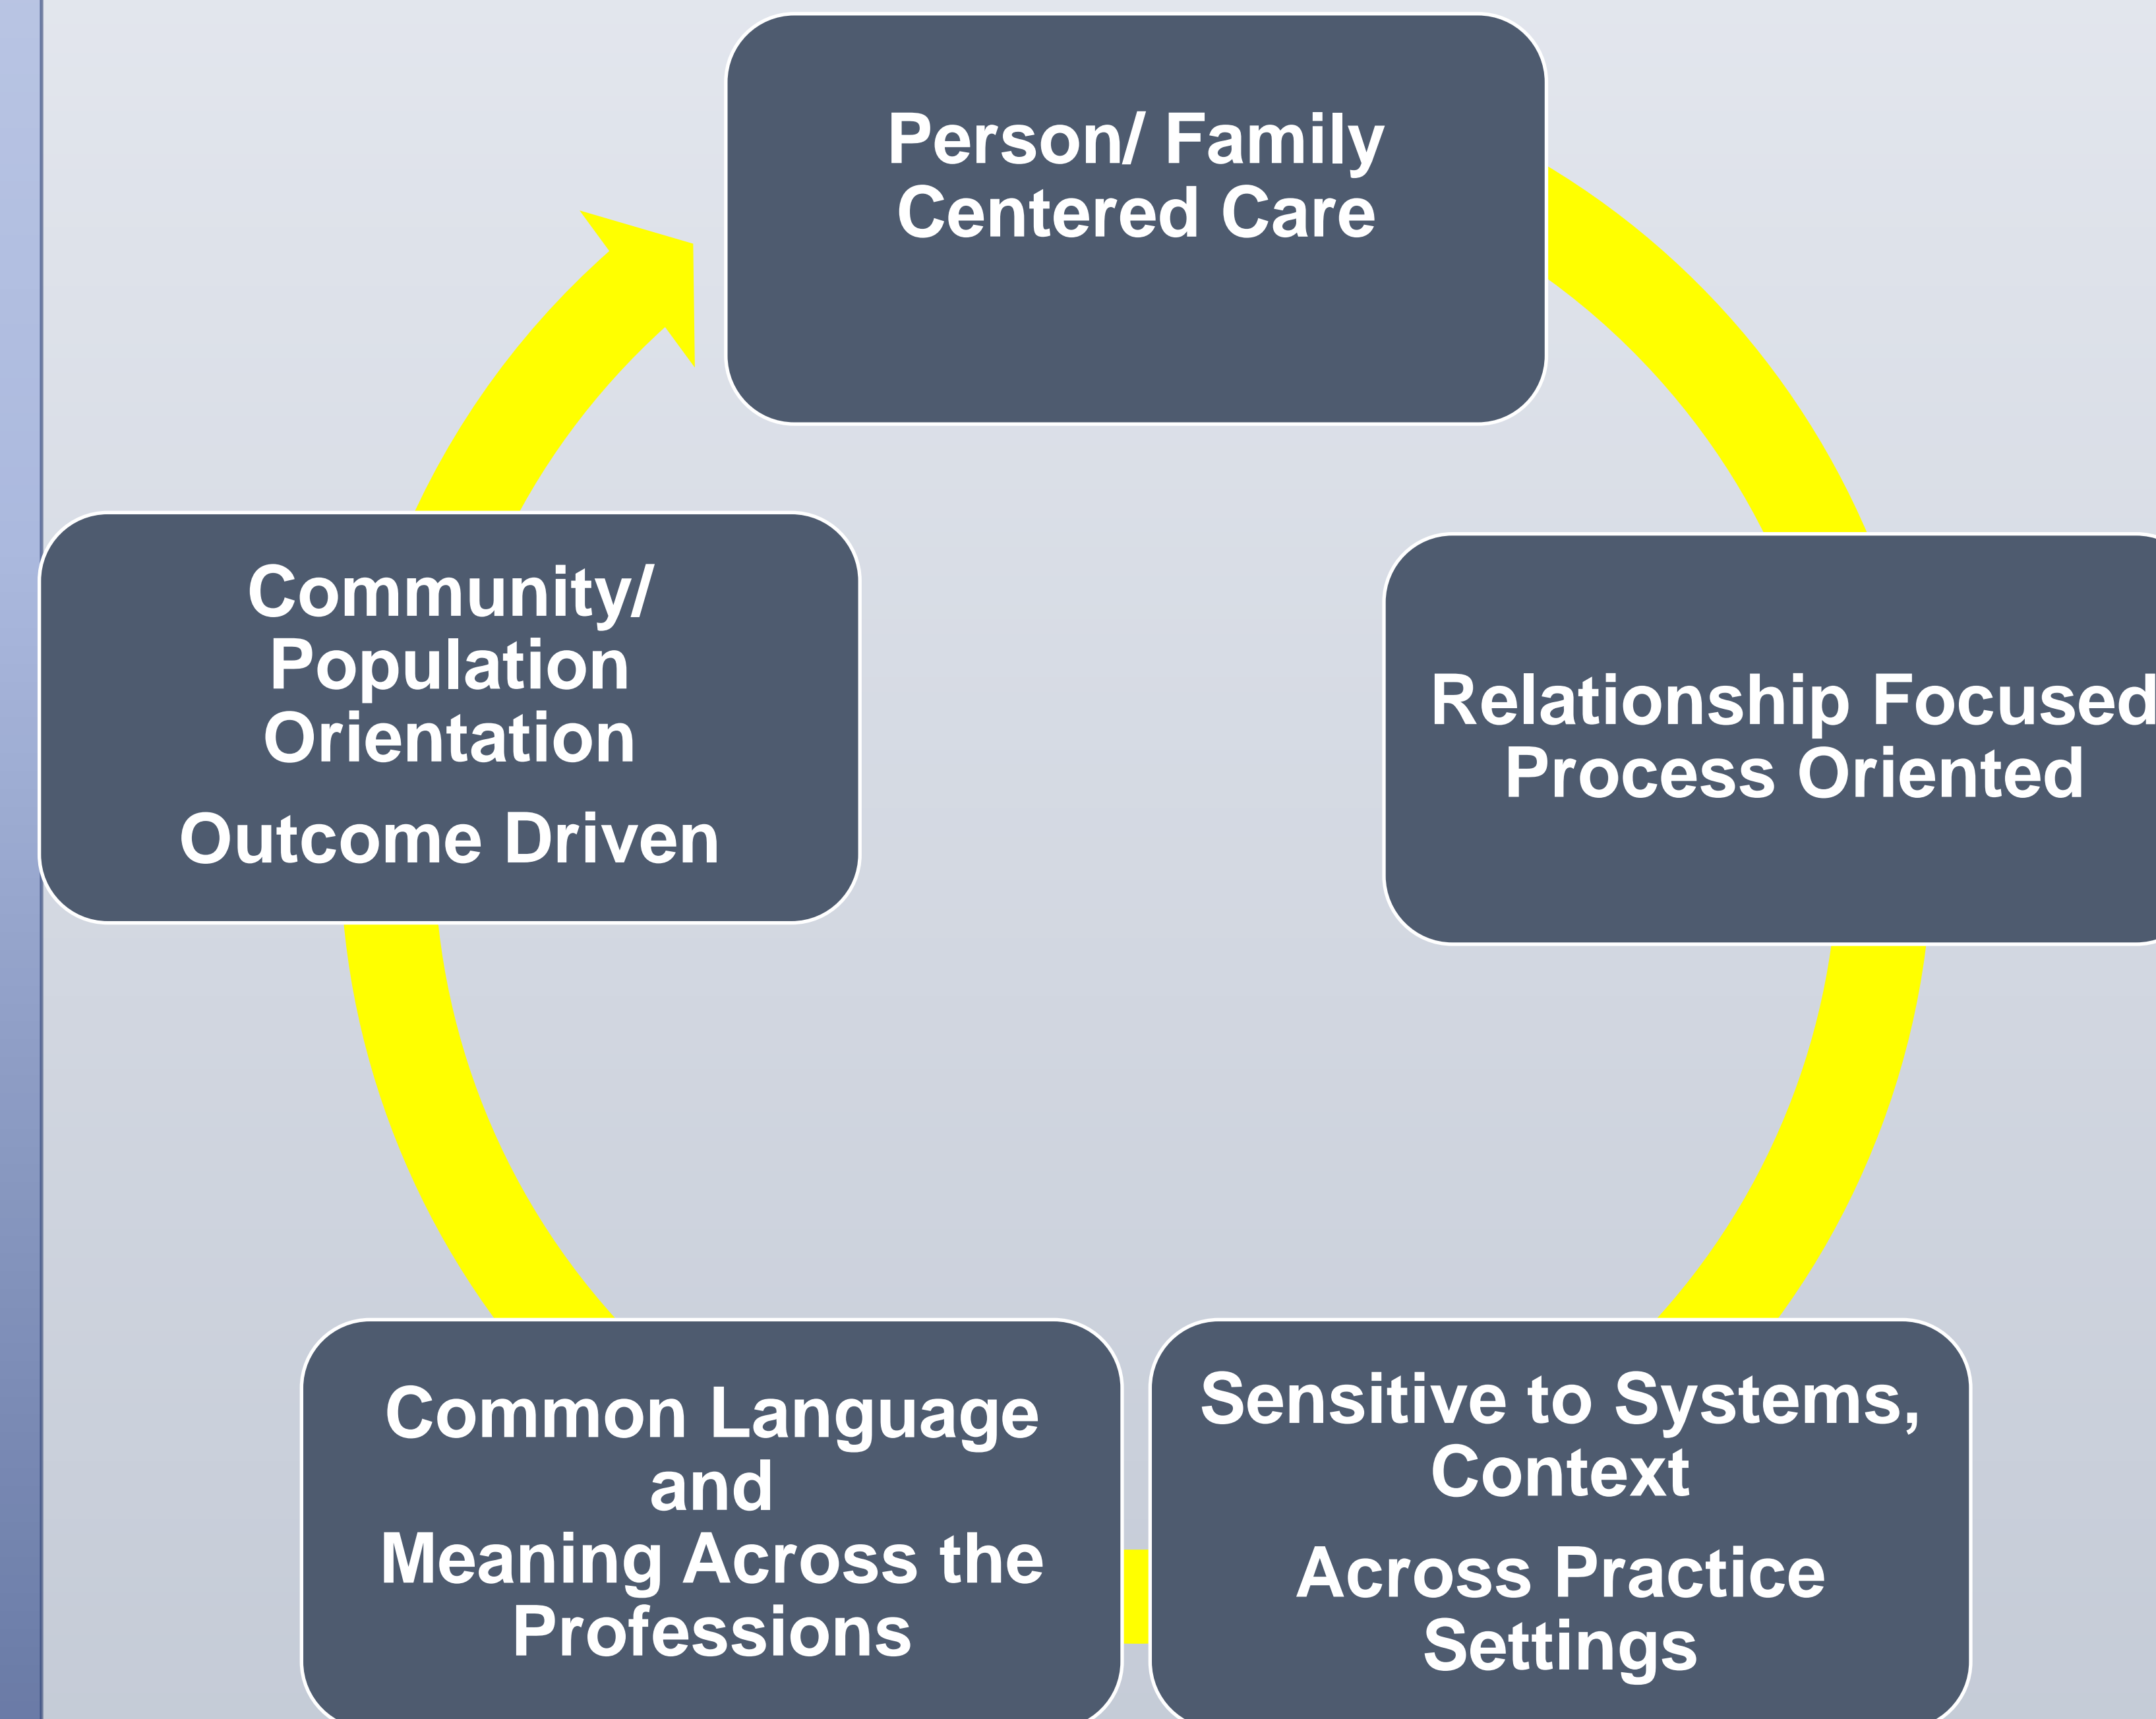 Person/ Family
Centered Care
Relationship Focused
Process Oriented
Sensitive to Systems,
Context
Across Practice
Settings
Common Language
and
Meaning Across the
Professions
Community/
Population
Orientation
Outcome Driven